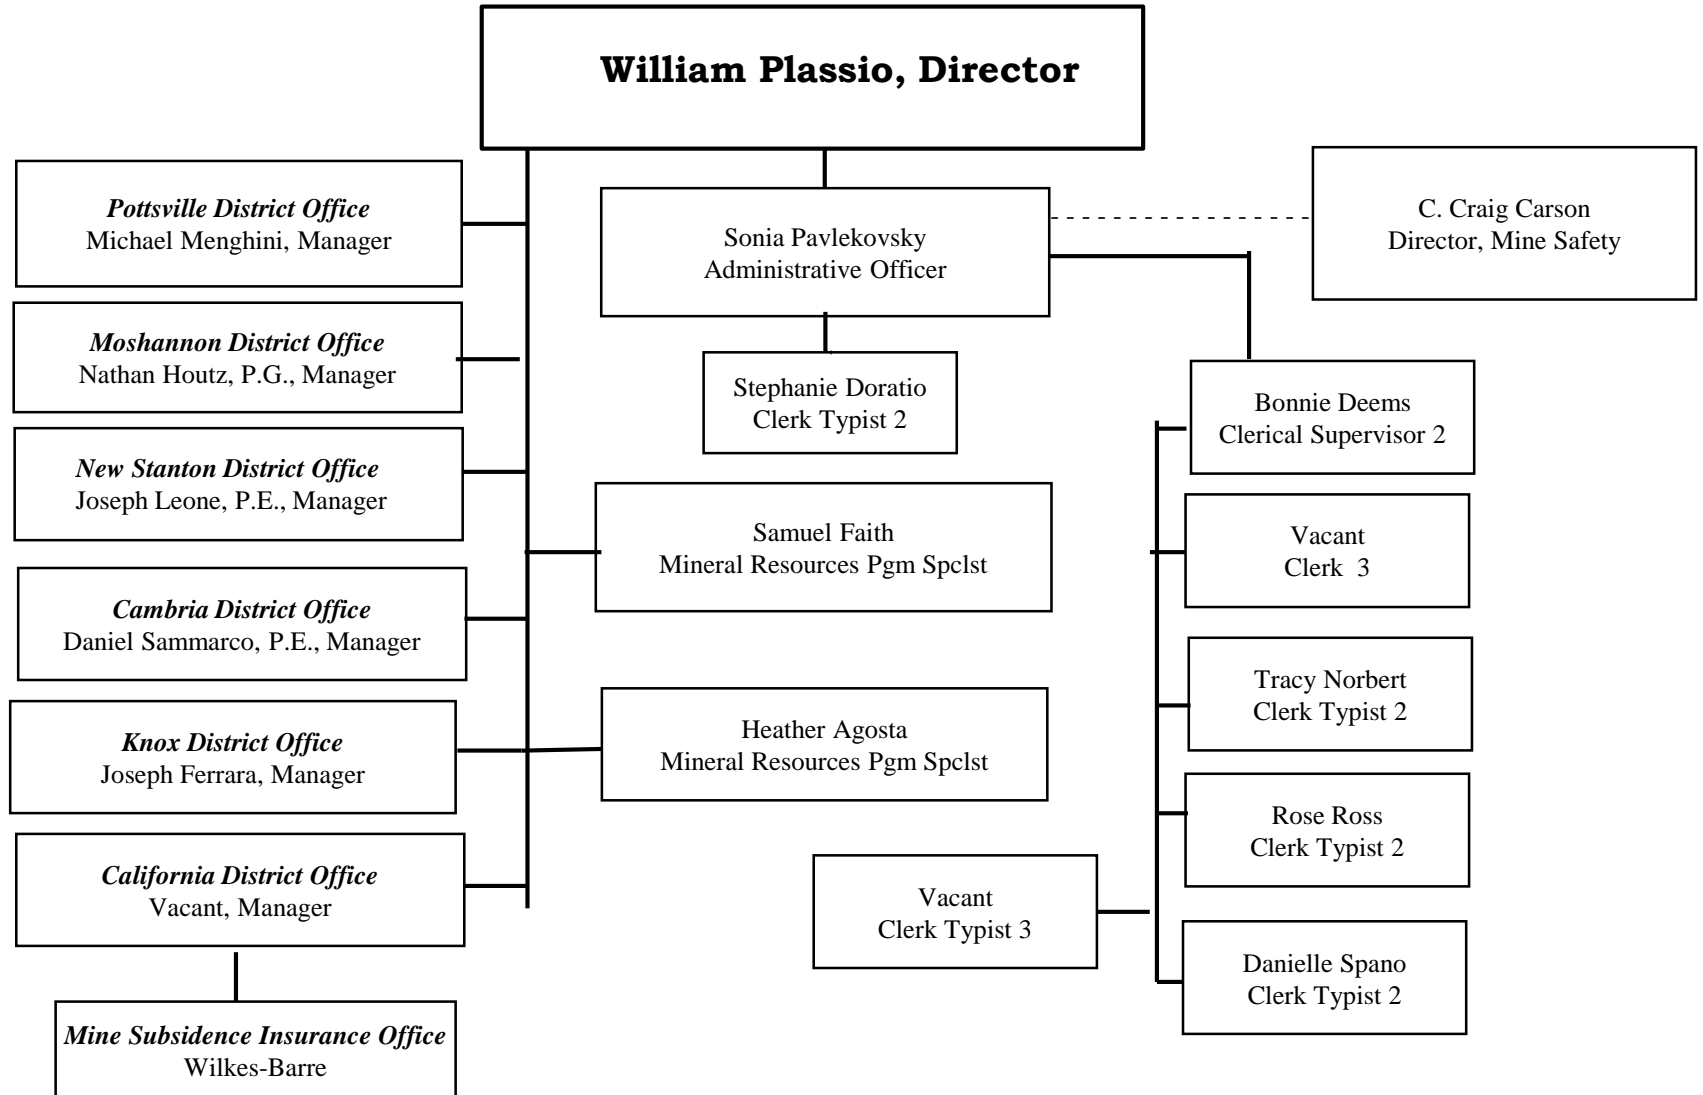 William Plassio, Director
Pottsville District Office
Michael Menghini, Manager
Moshannon District Office
Nathan Houtz, P.G., Manager
New Stanton District Office
Joseph Leone, P.E., Manager
Cambria District Office
Daniel Sammarco, P.E., Manager
Knox District Office
Joseph Ferrara, Manager
California District Office
Vacant, Manager
Mine Subsidence Insurance Office
Wilkes-Barre
Sonia Pavlekovsky
Administrative Officer
Stephanie Doratio
Clerk Typist 2
Samuel Faith
Mineral Resources Pgm Spclst
Heather Agosta
Mineral Resources Pgm Spclst
Vacant
Clerk Typist 3
C. Craig Carson
Director, Mine Safety
Bonnie Deems
Clerical Supervisor 2
Vacant
Clerk 3
Tracy Norbert
Clerk Typist 2
Rose Ross
Clerk Typist 2
Danielle Spano
Clerk Typist 2